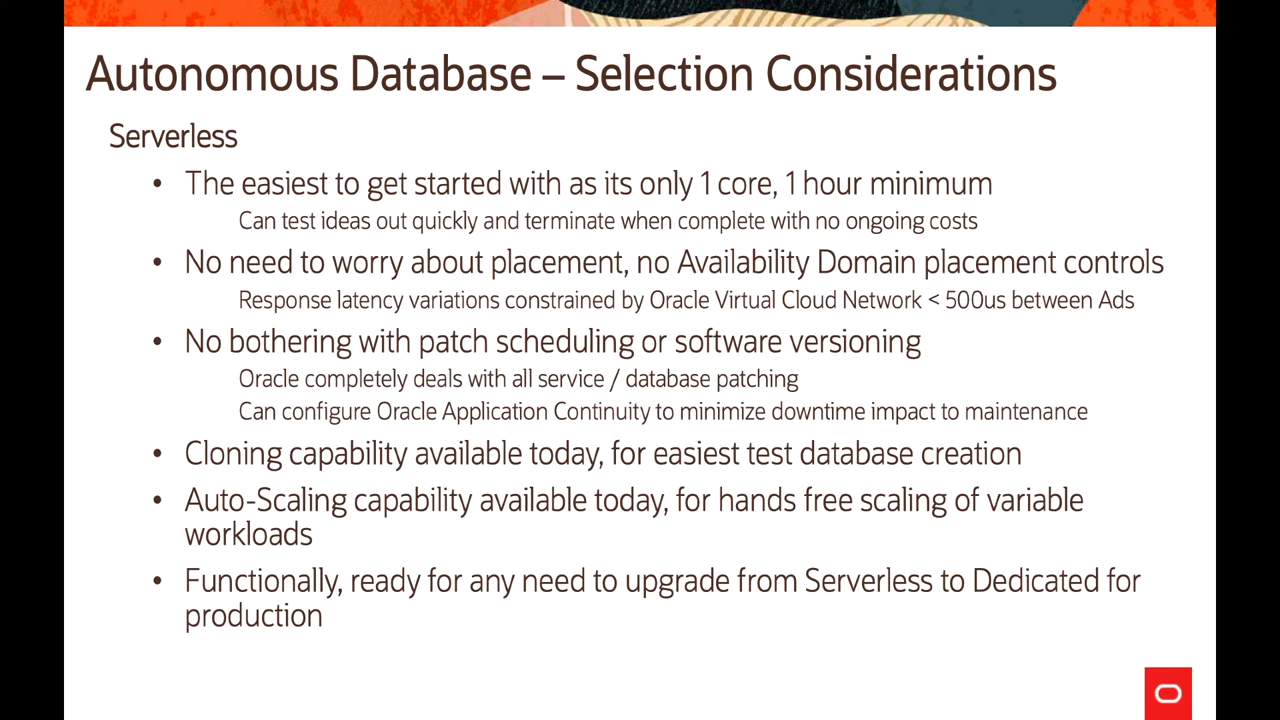 Autonomous Database – Selection Considerations
Serverless
• The easiest to get started with as its only 1 core, 1 hour minimum
Can test ideas out quickly and terminate when complete with no ongoing costs
• No need to worry about placement, no Availability Domain placement controls
Response latency variations constrained by Oracle Virtual Cloud Network < 500us between Ads
• No bothering with patch scheduling or software versioning
Oracle completely deals with all service / database patching
Can configure Oracle Application Continuity to minimize downtime impact to maintenance
• Cloning capability available today, for easiest test database creation
• Auto-Scaling capability available today, for hands free scaling of variable
workloads
• Functionally, ready for any need to upgrade from Serverless to Dedicated for
production